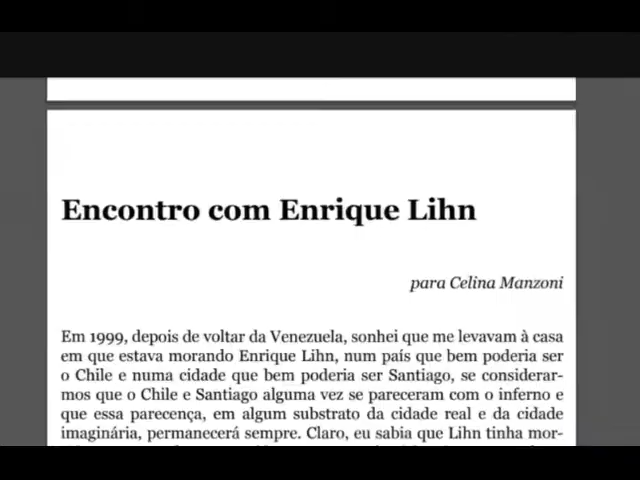 Encontro com Enrique Lihn
para Celina Manzoni
Em 1999, depois de voltar da Venezuela, sonhei que me levavam à casa
em que estava morando Enrique Lihn, num país que bem poderia ser
o Chile e numa cidade que bem poderia ser Santiago, se considerar-
mos que o Chile e Santiago alguma vez se pareceram com o inferno e
que essa parecença, em algum substrato da cidade real e da cidade
imaginária, permanecerá sempre. Claro, eu sabia que Lihn tinha mor-